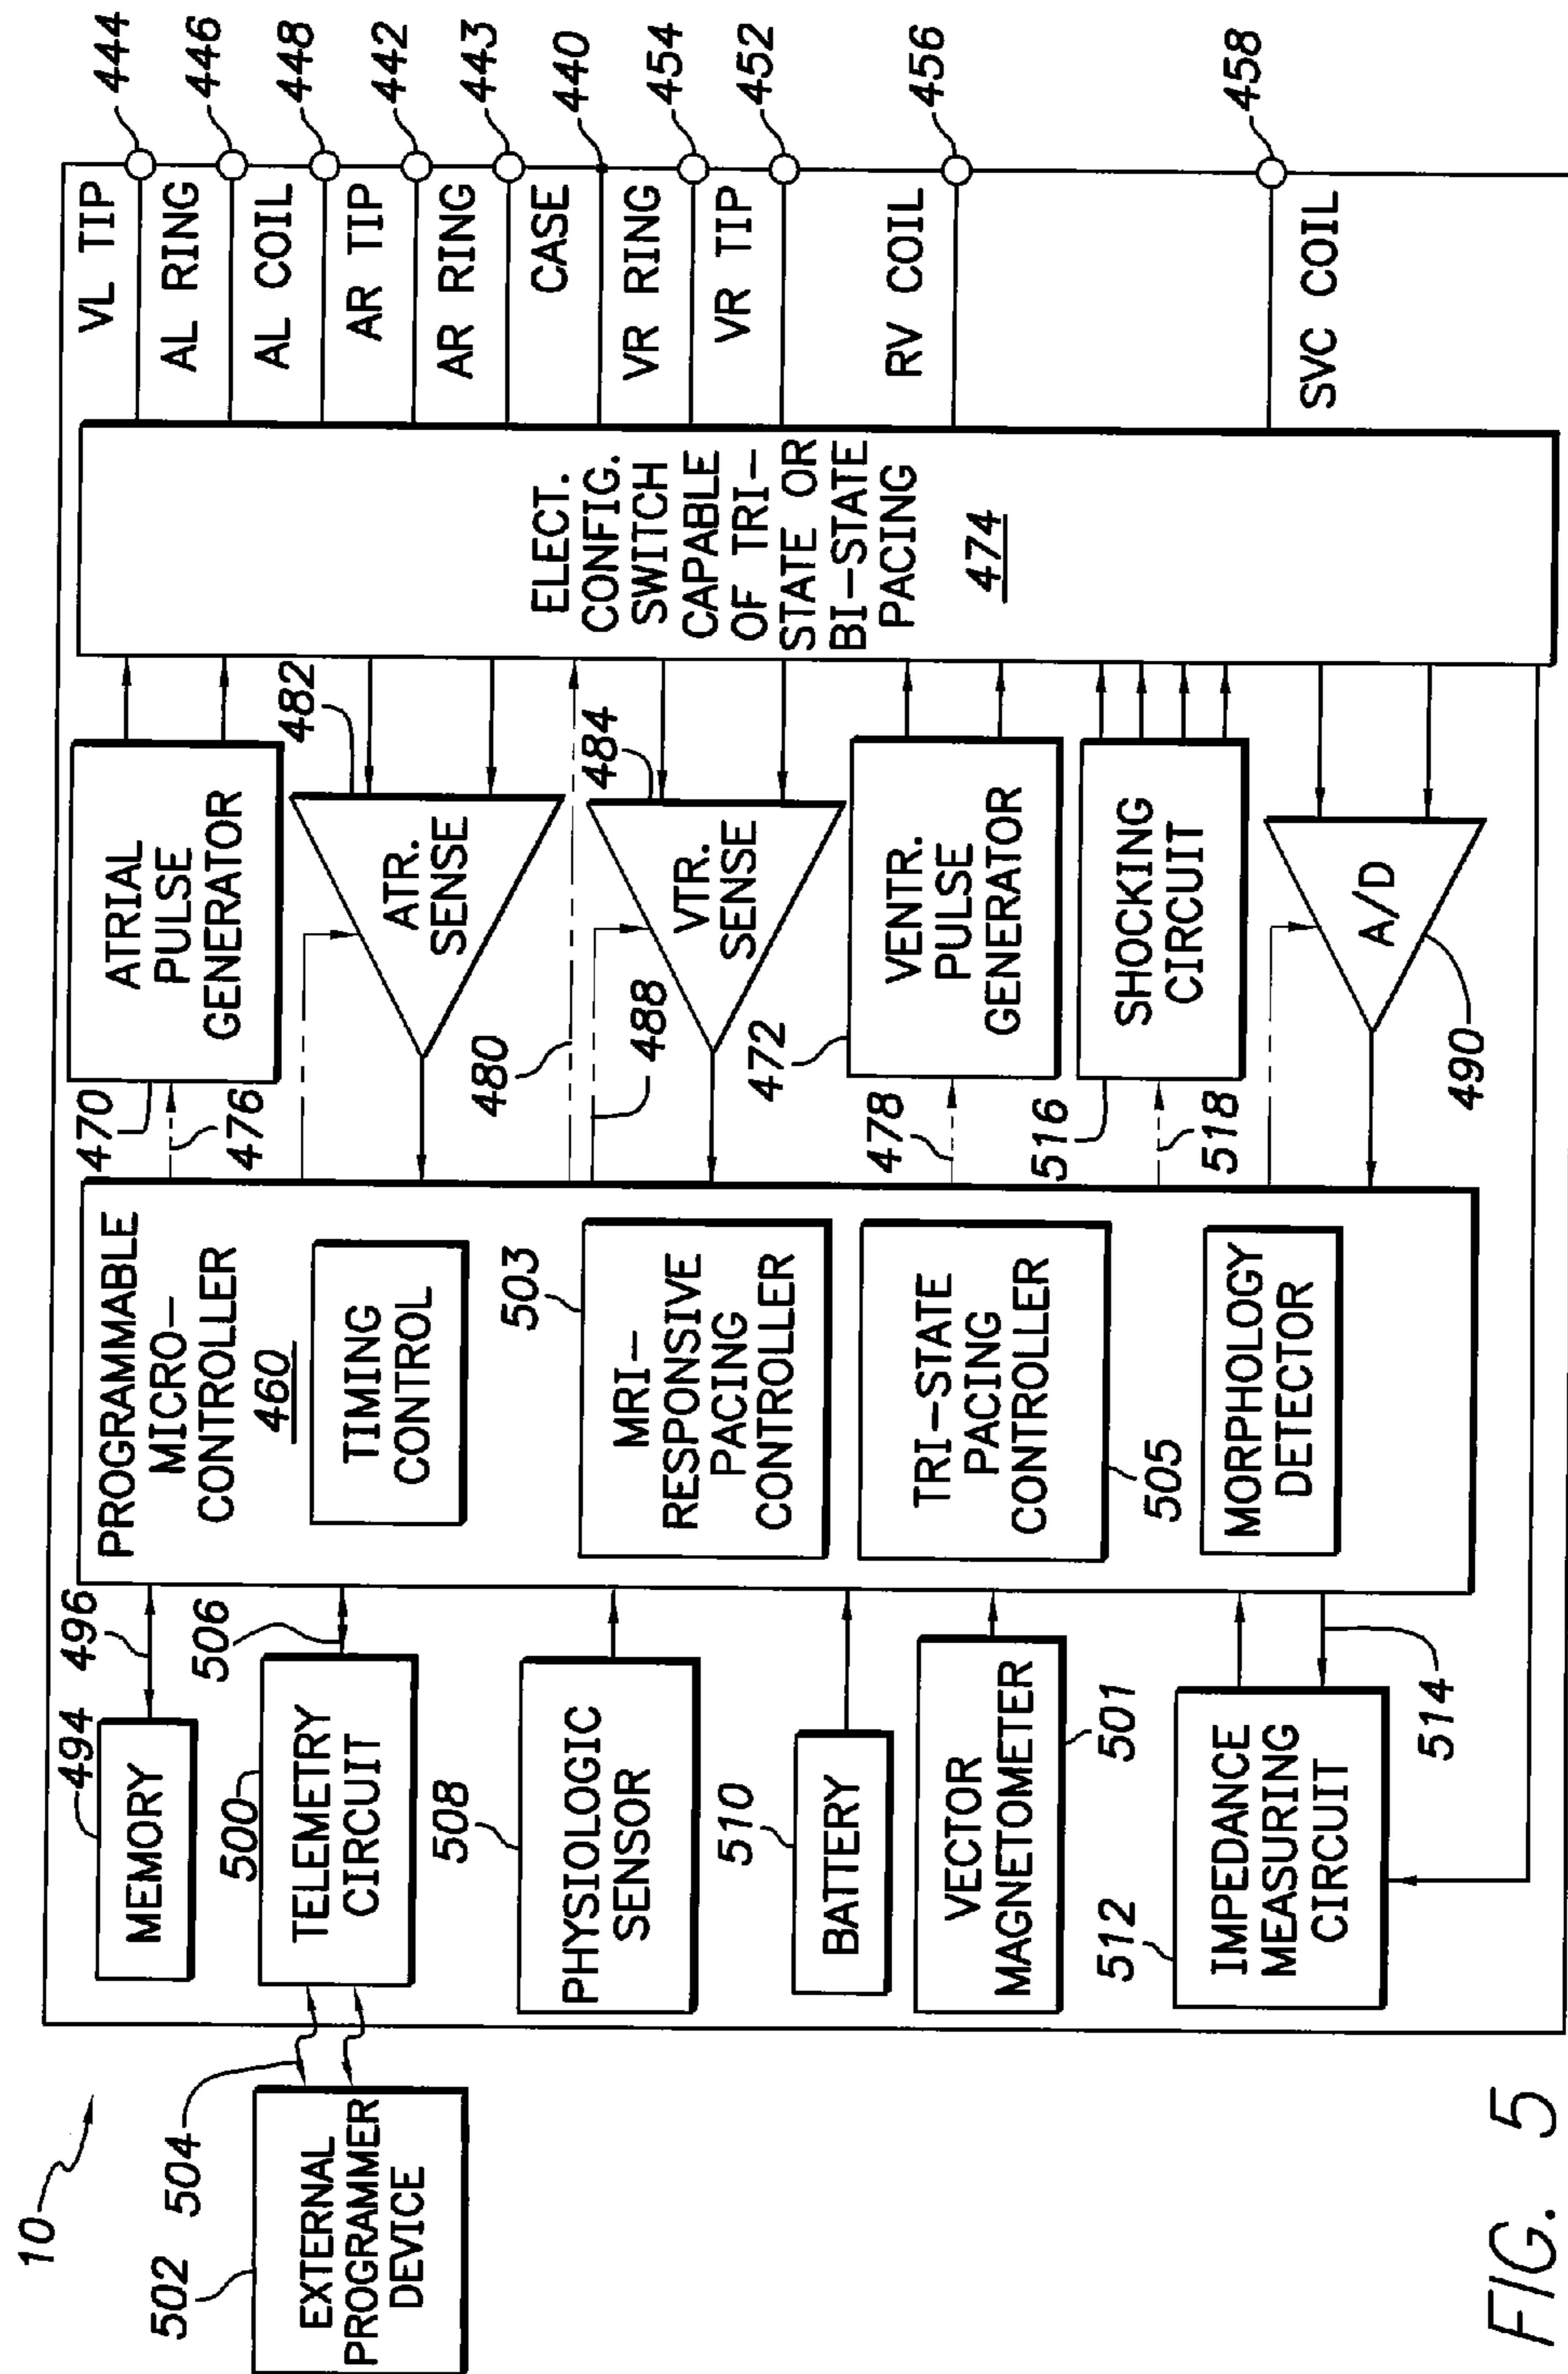 10
502
EXTERNAL
PROGRAMER
DEVICE
504
494
MEMORY
496
500
TELEMETRY
CIRCUIT
506
508
PHYSIOLOGIC
SENSOR
510
BATTERY
VECTOR
MAGNETOMETER
501
512
IMPEDANCE
MEASURING
CIRCUIT
514
PROGRAMMABLE
MICRO-
CONTROLLER
460
TIMING
CONTROL
503
MRI-
RESPONSIVE
PACING
CONTROLLER
TRI-STATE
PACING
CONTROLLER
505
MORPHOLOGY
DETECTOR
470
476
ATRIAL
PULSE
GENERATOR
482
ATR.
SENSE
480
488
484
VTR.
SENSE
472
478
VENTR.
PULSE
GENERATOR
516
518
SHOCKING
CIRCUIT
A/D
490
ELECT.
CONFIG.
SWITCH
CAPABLE
OF TRI-
STATE OR
BI-STATE
PACING
474
VL TIP
444
AL RING
446
AL COIL
448
AR TIP
442
AR RING
443
CASE
440
VR RING
454
VR TIP
452
RV COIL
456
SVC COIL
458
FIG. 5